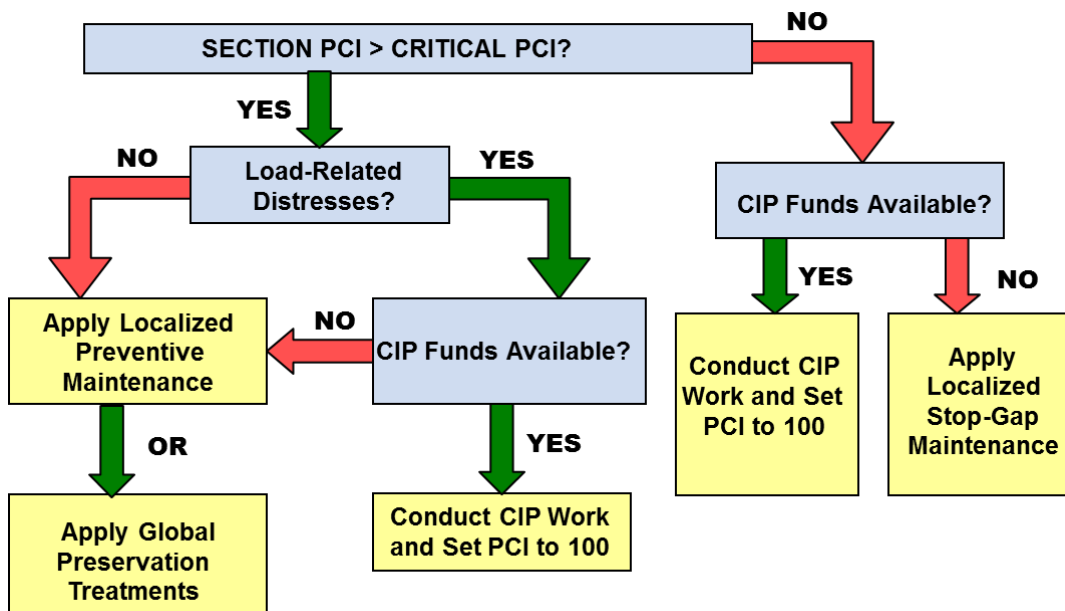 SECTION PCI > CRITICAL PCI?
NO
YES
NO
Load-Related
Distresses?
YES
CIP Funds Available?
YES
NO
Apply Localized
Preventive
Maintenance
NO
CIP Funds Available?
Conduct CIP
Work and Set
PCI to 100
Apply
Localized
Stop-Gap
Maintenance
OR
YES
Apply Global
Preservation
Treatments
Conduct CIP Work
and Set PCI to 100